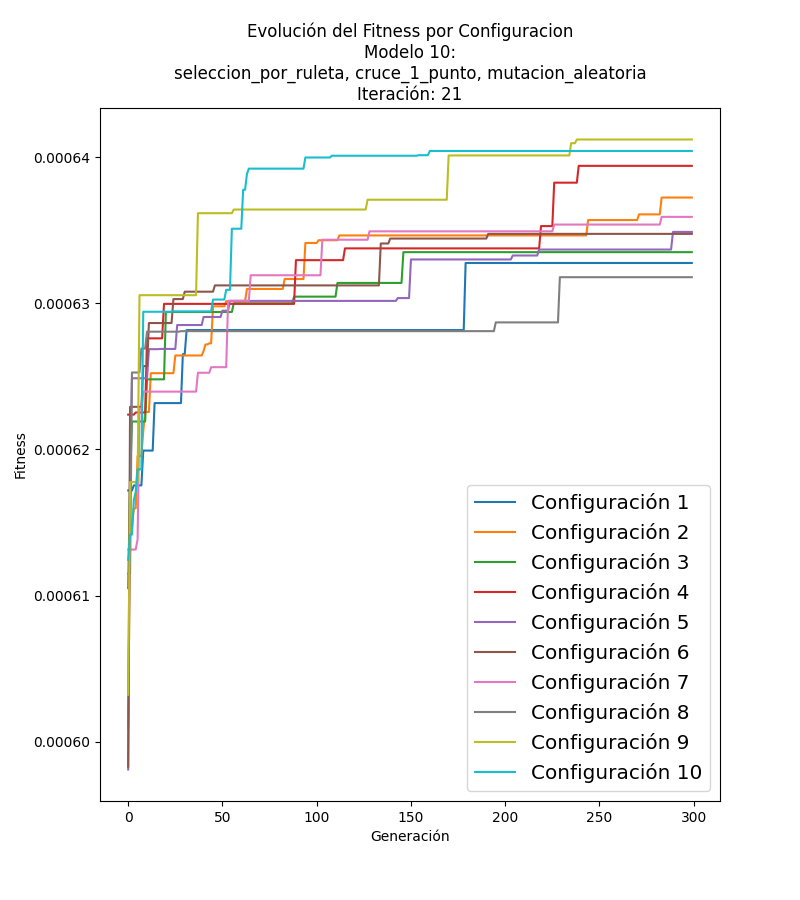 Evolución del Fitness por Configuracion
Modelo 10:
seleccion_por_ruleta, cruce_1_punto, mutacion_aleatoria
Iteración: 21
0.00064
0.00063
0.00062
0.00061
0.00060
Fitness
Configuración 1
Configuración 2
Configuración 3
Configuración 4
Configuración 5
Configuración 6
Configuración 7
Configuración 8
Configuración 9
Configuración 10
0 50 100 150 200 250 300
Generación